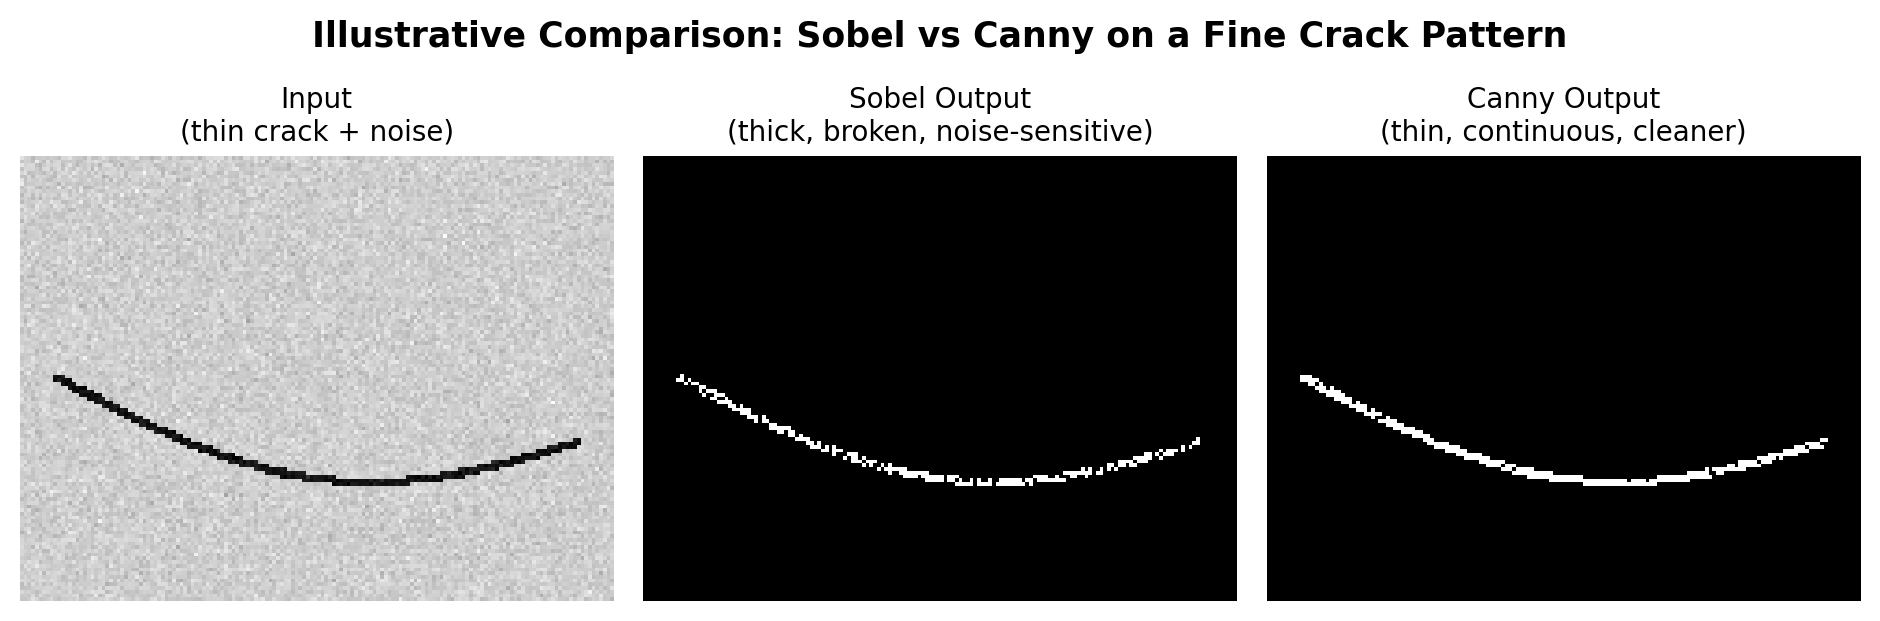 Illustrative Comparison: Sobel vs Canny on a Fine Crack Pattern
Input
(thin crack + noise)
Sobel Output
(thick, broken, noise-sensitive)
Canny Output
(thin, continuous, cleaner)